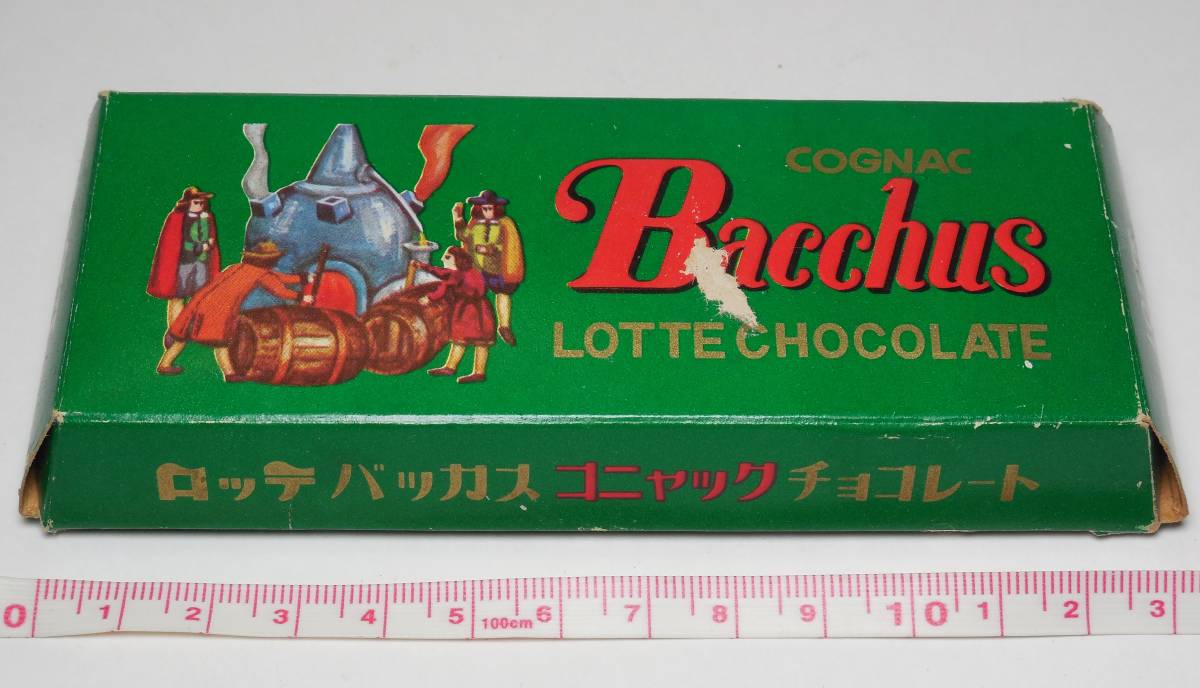 COGNAC
Bacchus
LOTTE CHOCOLATE
ロッテ バッカス コニャック チョコレート
0 1 2 3 4 5 100cm 6 7 8 9 10 1 2 3